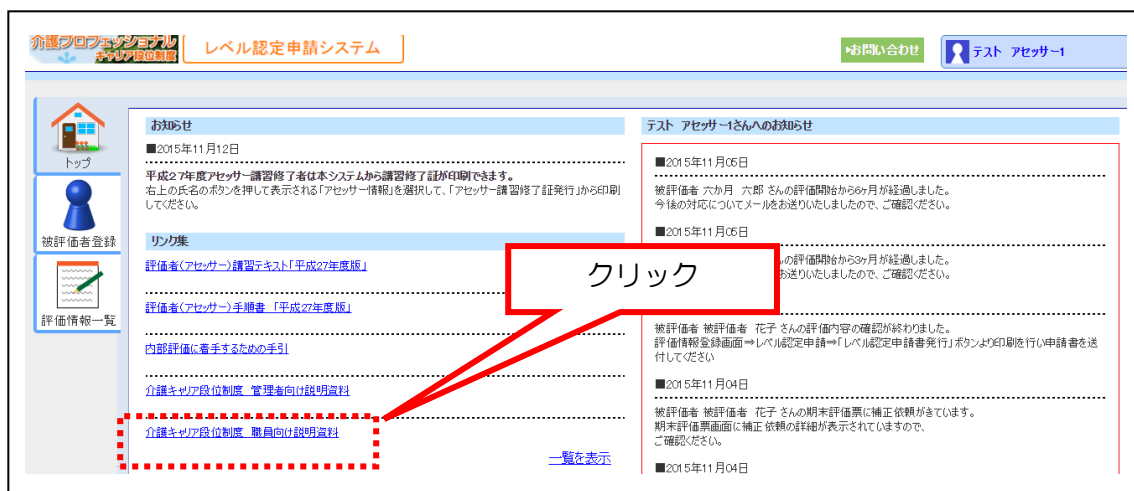 介護プロフェッショナル
キャリア段位制度
レベル認定申請システム
お問い合わせ
テスト アセッサー1
トップ
被評価者登録
評価情報一覧
お知らせ
■2015年11月12日
平成27年度アセッサー講習修了者は本システムから講習修了証が印刷できます。
右上の氏名のボタンを押して表示される「アセッサー情報」を選択して、「アセッサー講習修了証発行」から印刷
してください。
リンク集
評価者（アセッサー）講習テキスト「平成27年度版」
評価者（アセッサー）手順書 「平成27年度版」
内部評価に着手するための手引
介護キャリア段位制度 管理者向け説明資料
介護キャリア段位制度 職員向け説明資料
一覧を表示
クリック
テスト アセッサー1さんへのお知らせ
■2015年11月05日
被評価者 六か月 六郎 さんの評価開始から6ヶ月が経過しました。
今後の対応についてメールをお送りいたしましたので、ご確認ください。
■2015年11月05日
の評価開始から3ヶ月が経過しました。
お送りいたしましたので、ご確認ください。
被評価者 被評価者 花子 さんの評価内容の確認が終わりました。
評価情報登録画面⇒レベル認定申請⇒「レベル認定申請書発行」ボタンより印刷を行い申請書を送
付してください
■2015年11月04日
被評価者 被評価者 花子 さんの期末評価票に補正依頼がきています。
期末評価票画面に補正依頼の詳細が表示されていますので、
ご確認ください。
■2015年11月04日